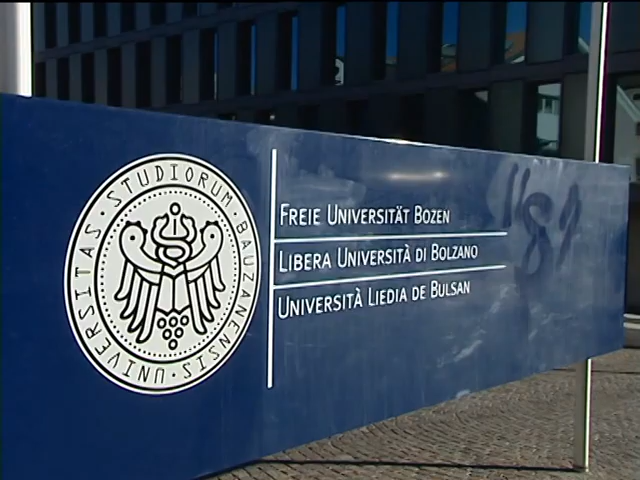 UNIVERSITAS · STUDIORUM · BAUZANENSIS ·
FREIE UNIVERSITÄT BOZEN
LIBERA UNIVERSITÀ DI BOLZANO
UNIVERSITÀ LIEDIA DE BULSAN